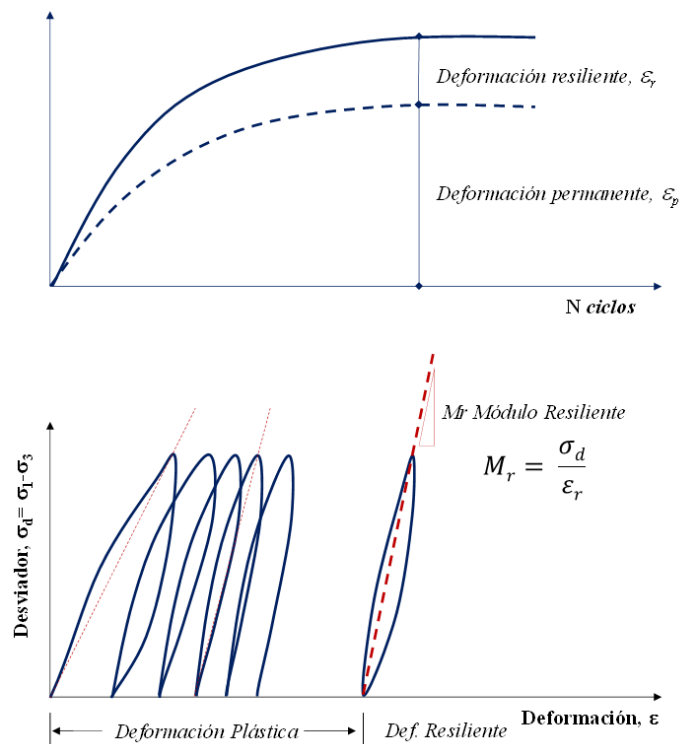 Deformación resiliente, εr
Deformación permanente, εp
N ciclos
Mr Módulo Resiliente
Mr = σd / εr
Desviador, σd= σ1-σ3
Deformación, ε
Deformación Plástica
Def. Resiliente